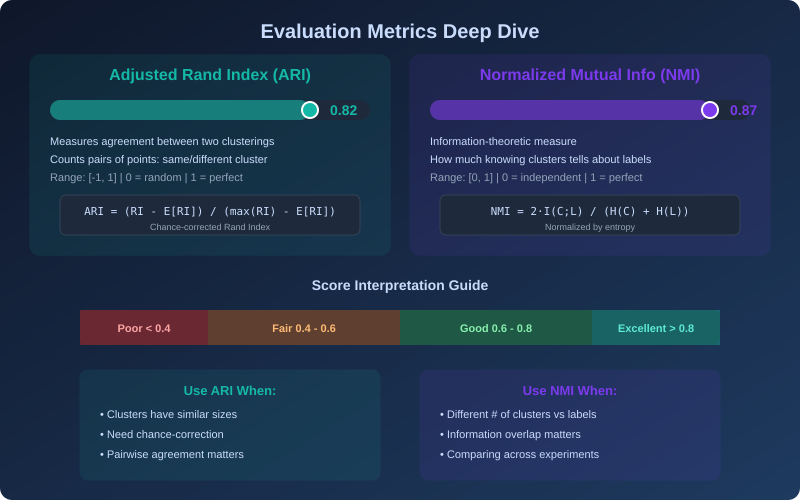 Evaluation Metrics Deep Dive
Adjusted Rand Index (ARI)
0.82
Measures agreement between two clusterings
Counts pairs of points: same/different cluster
Range: [-1, 1] | 0 = random | 1 = perfect
ARI = (RI - E[RI]) / (max(RI) - E[RI])
Chance-corrected Rand Index
Normalized Mutual Info (NMI)
0.87
Information-theoretic measure
How much knowing clusters tells about labels
Range: [0, 1] | 0 = independent | 1 = perfect
NMI = 2·I(C;L) / (H(C) + H(L))
Normalized by entropy
Score Interpretation Guide
Poor < 0.4
Fair 0.4 - 0.6
Good 0.6 - 0.8
Excellent > 0.8
Use ARI When:
• Clusters have similar sizes
• Need chance-correction
• Pairwise agreement matters
Use NMI When:
• Different # of clusters vs labels
• Information overlap matters
• Comparing across experiments